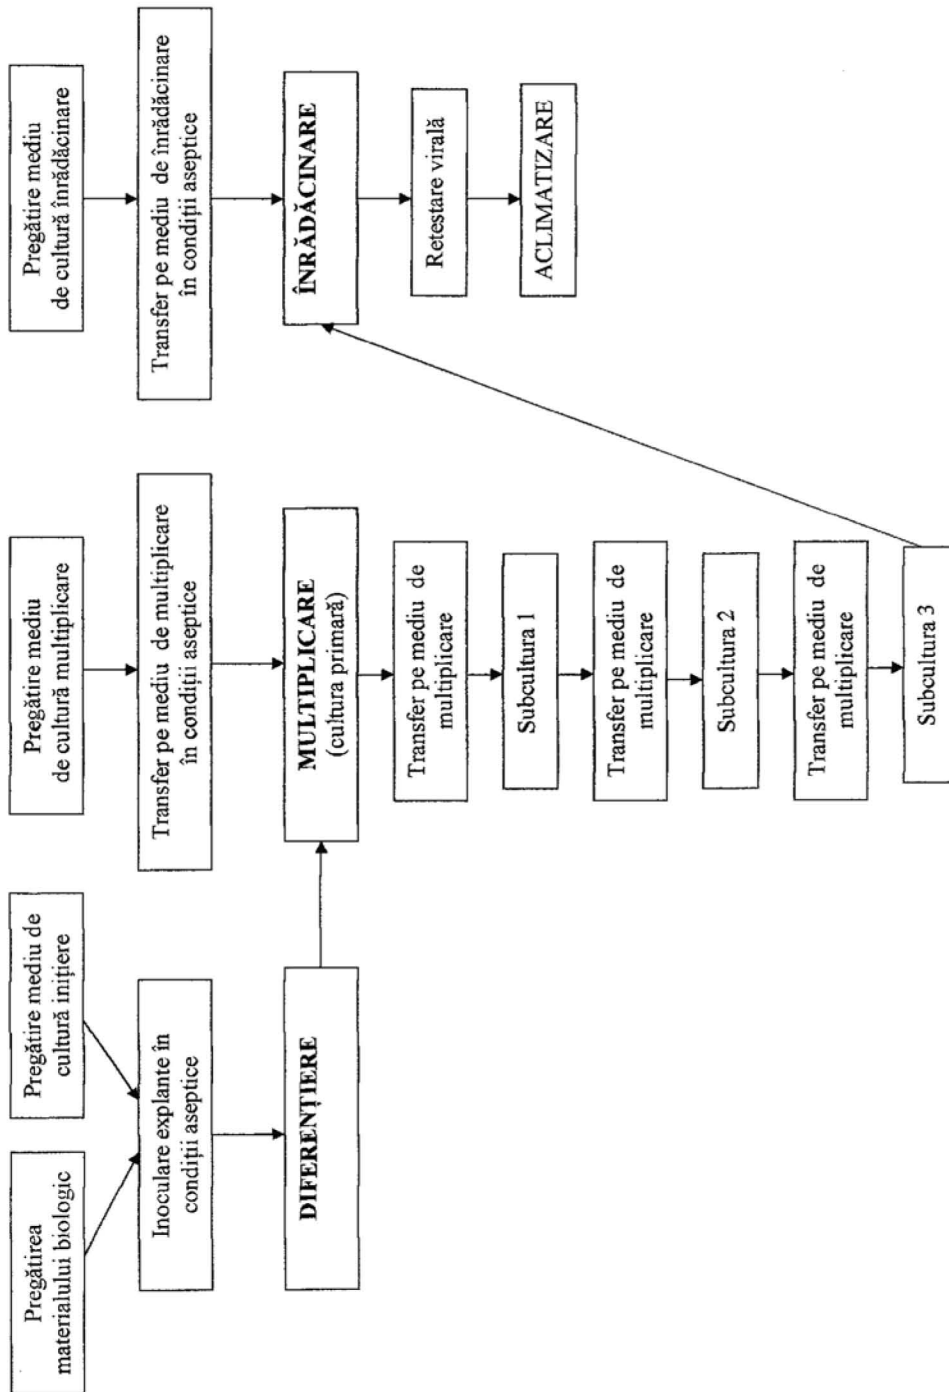 Pregătirea
materialului biologic
Pregătire mediu de
cultură inițiere
Inoculare explante în
condiții aseptice
DIFERENȚIERE
Pregătire mediu
de cultură multiplicare
Transfer pe mediu de multiplicare
în condiții aseptice
MULTIPLICARE
(cultura primară)
Transfer pe mediu de
multiplicare
Subcultura 1
Transfer pe mediu de
multiplicare
Subcultura 2
Transfer pe mediu de
multiplicare
Subcultura 3
Pregătire mediu
de cultură înrădăcinare
Transfer pe mediu de înrădăcinare
în condiții aseptice
ÎNRĂDĂCINARE
Retestare virală
ACLIMATIZARE